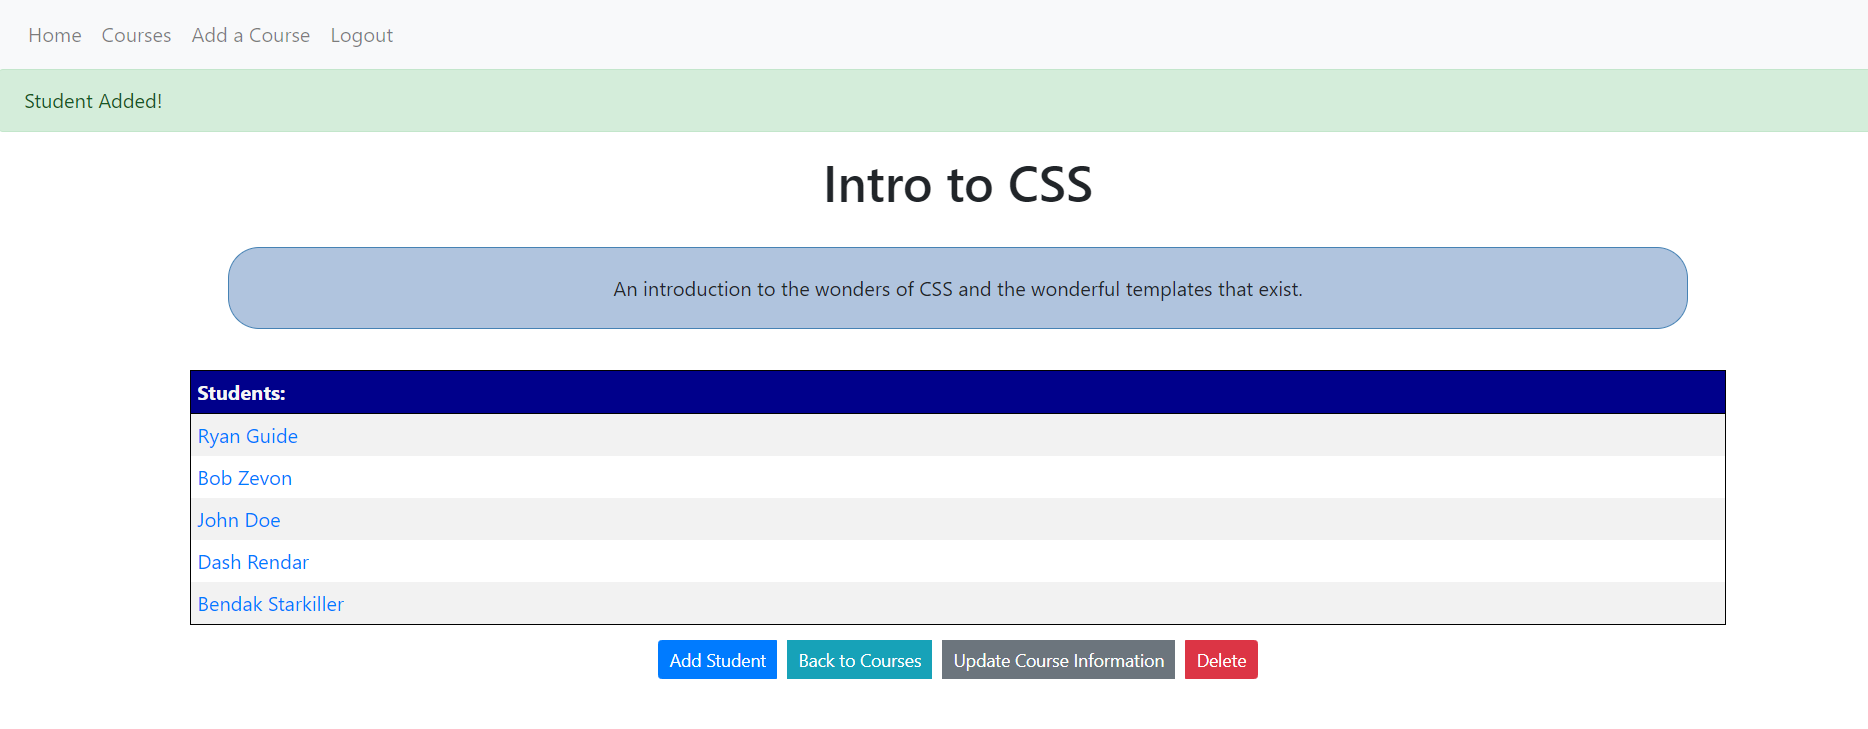 Home Courses Add a Course Logout
Student Added!
Intro to CSS
An introduction to the wonders of CSS and the wonderful templates that exist.
Students:
Ryan Guide
Bob Zevon
John Doe
Dash Rendar
Bendak Starkiller
Add Student Back to Courses Update Course Information Delete